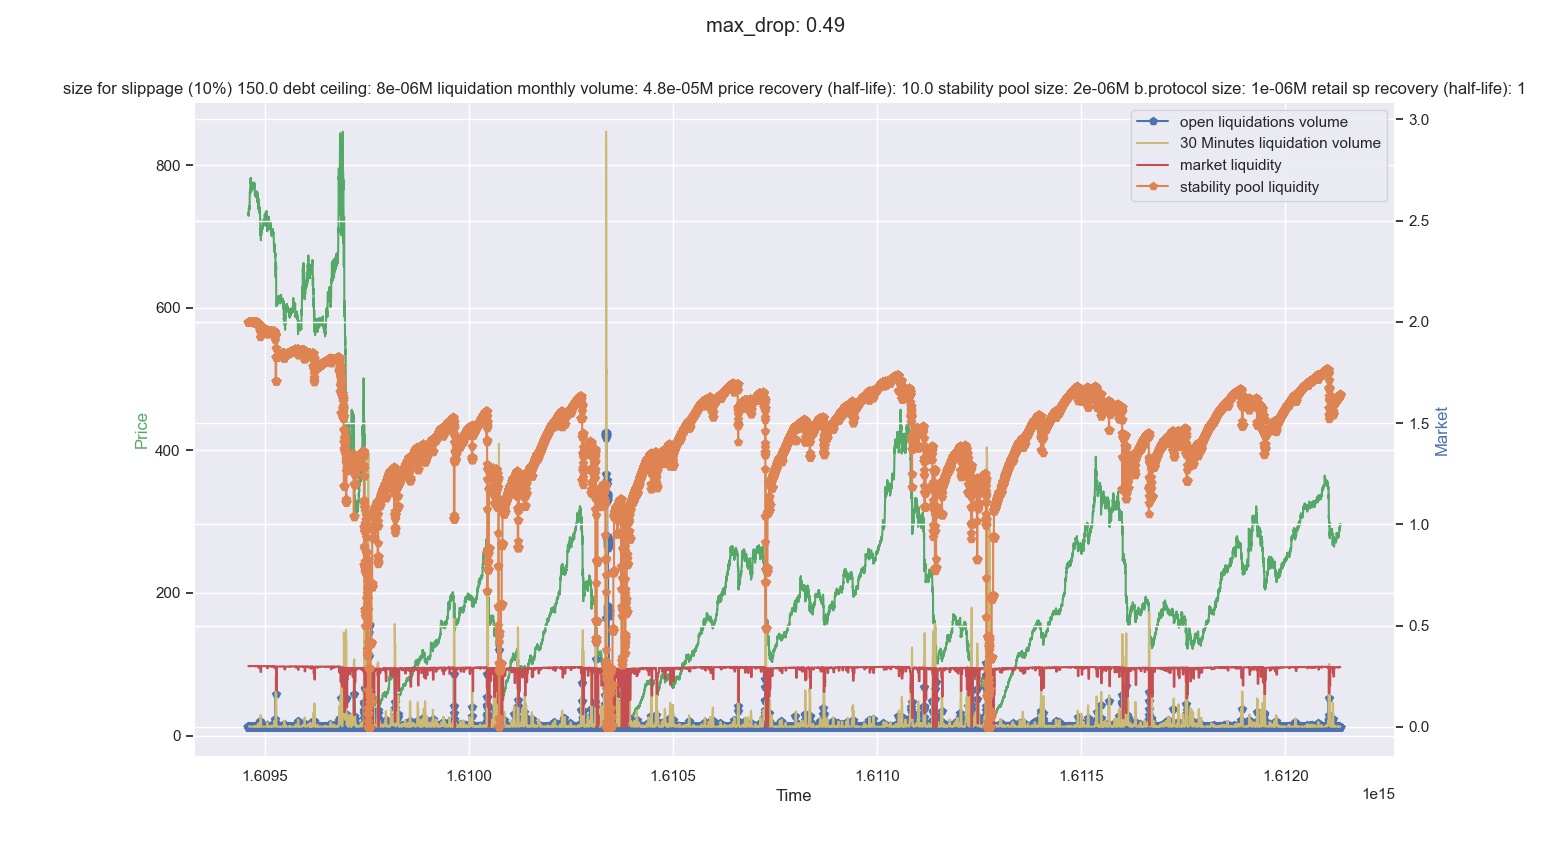 max_drop: 0.49
size for slippage (10%) 150.0 debt ceiling: 8e-06M liquidation monthly volume: 4.8e-05M price recovery (half-life): 10.0 stability pool size: 2e-06M b.protocol size: 1e-06M retail sp recovery (half-life): 1
open liquidations volume
30 Minutes liquidation volume
market liquidity
stability pool liquidity
800
600
400
200
0
Price
3.0
2.5
2.0
1.5
1.0
0.5
0.0
Market
1.6095 1.6100 1.6105 1.6110 1.6115 1.6120
Time
1e15